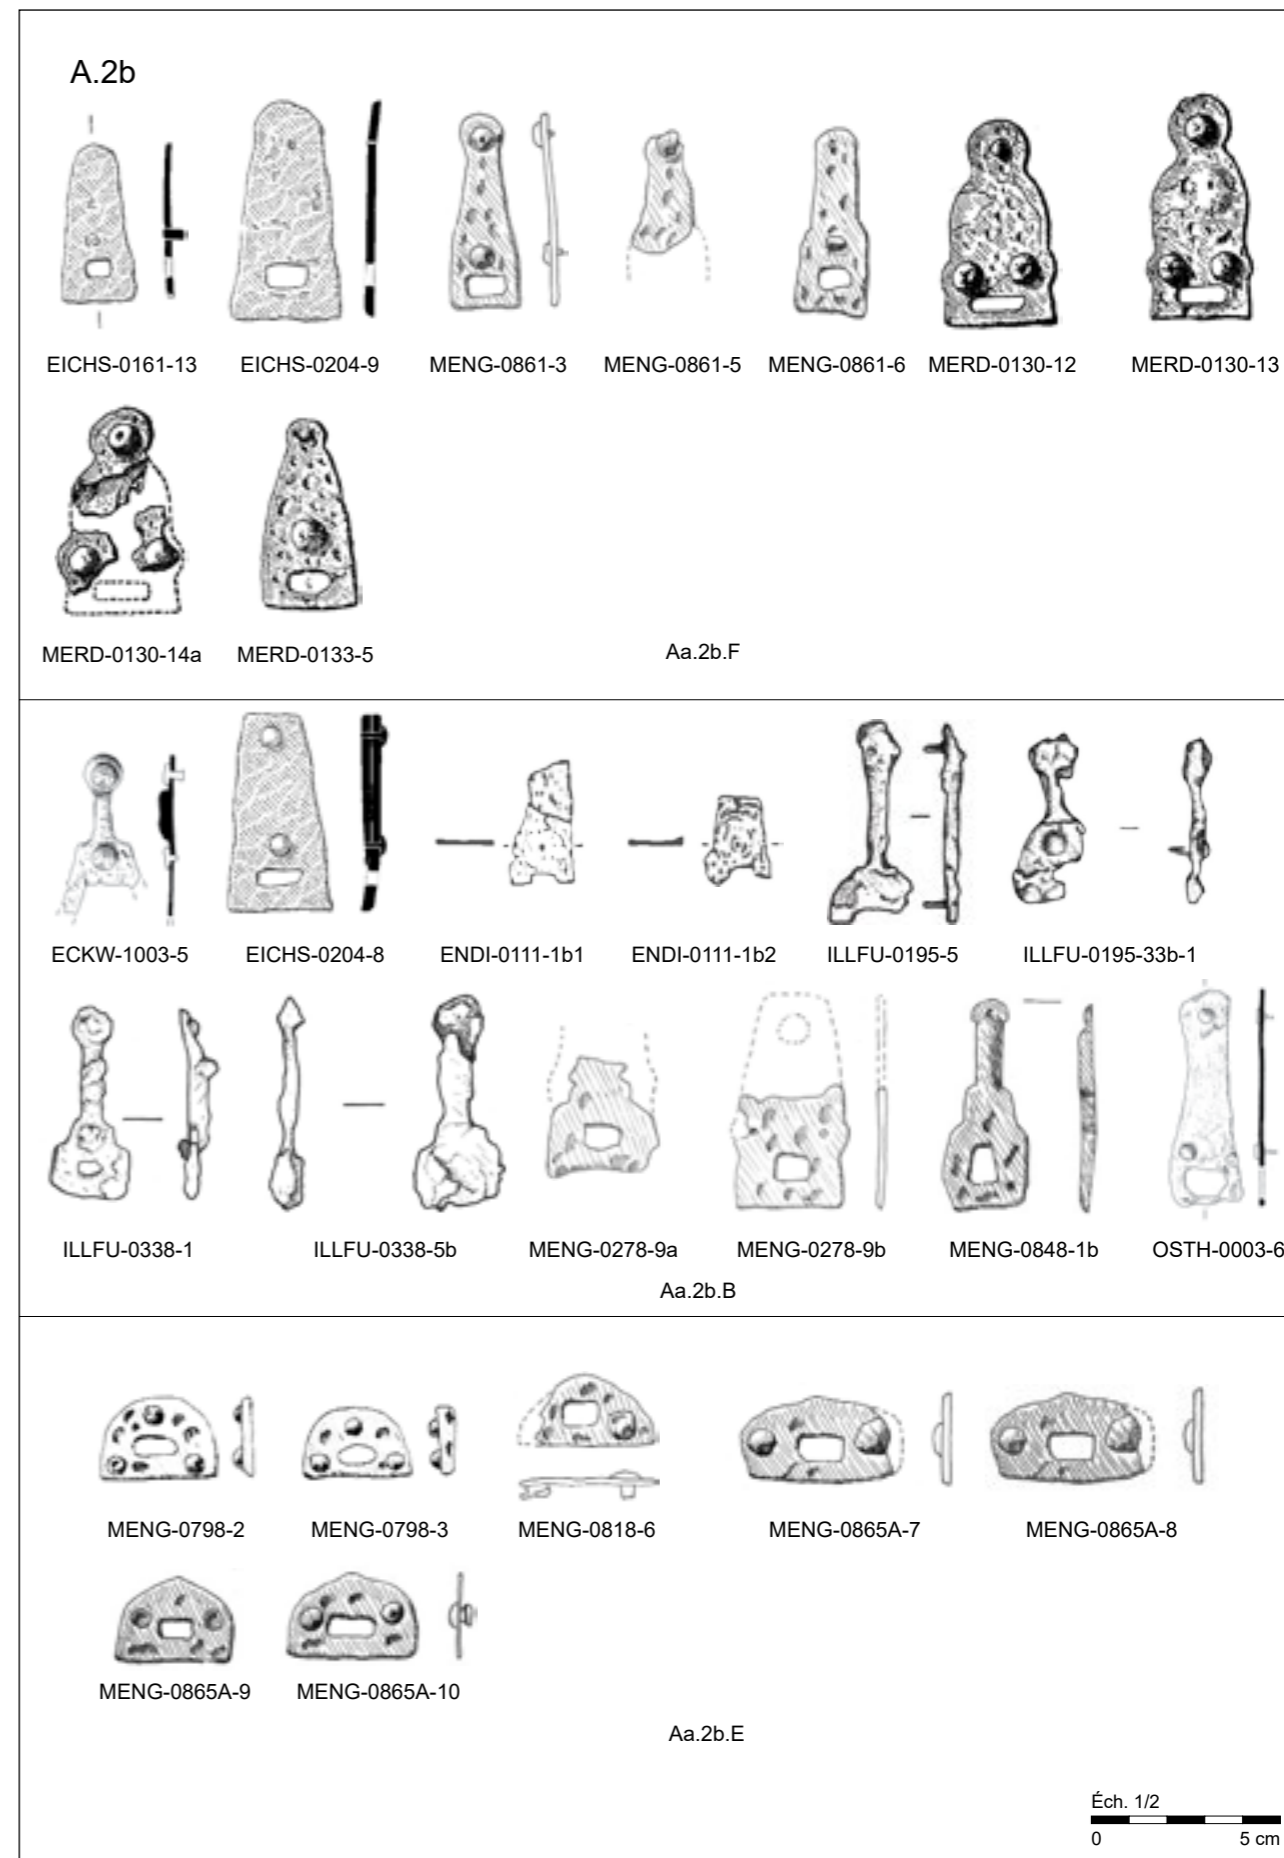 A.2b
EICHS-0161-13 EICHS-0204-9 MENG-0861-3 MENG-0861-5 MENG-0861-6 MERD-0130-12 MERD-0130-13
MERD-0130-14a MERD-0133-5
Aa.2b.F
ECKW-1003-5 EICHS-0204-8 ENDI-0111-1b1 ENDI-0111-1b2 ILLFU-0195-5 ILLFU-0195-33b-1
ILLFU-0338-1 ILLFU-0338-5b MENG-0278-9a MENG-0278-9b MENG-0848-1b OSTH-0003-6
Aa.2b.B
MENG-0798-2 MENG-0798-3 MENG-0818-6 MENG-0865A-7 MENG-0865A-8
MENG-0865A-9 MENG-0865A-10
Aa.2b.E
Éch. 1/2
0 5 cm